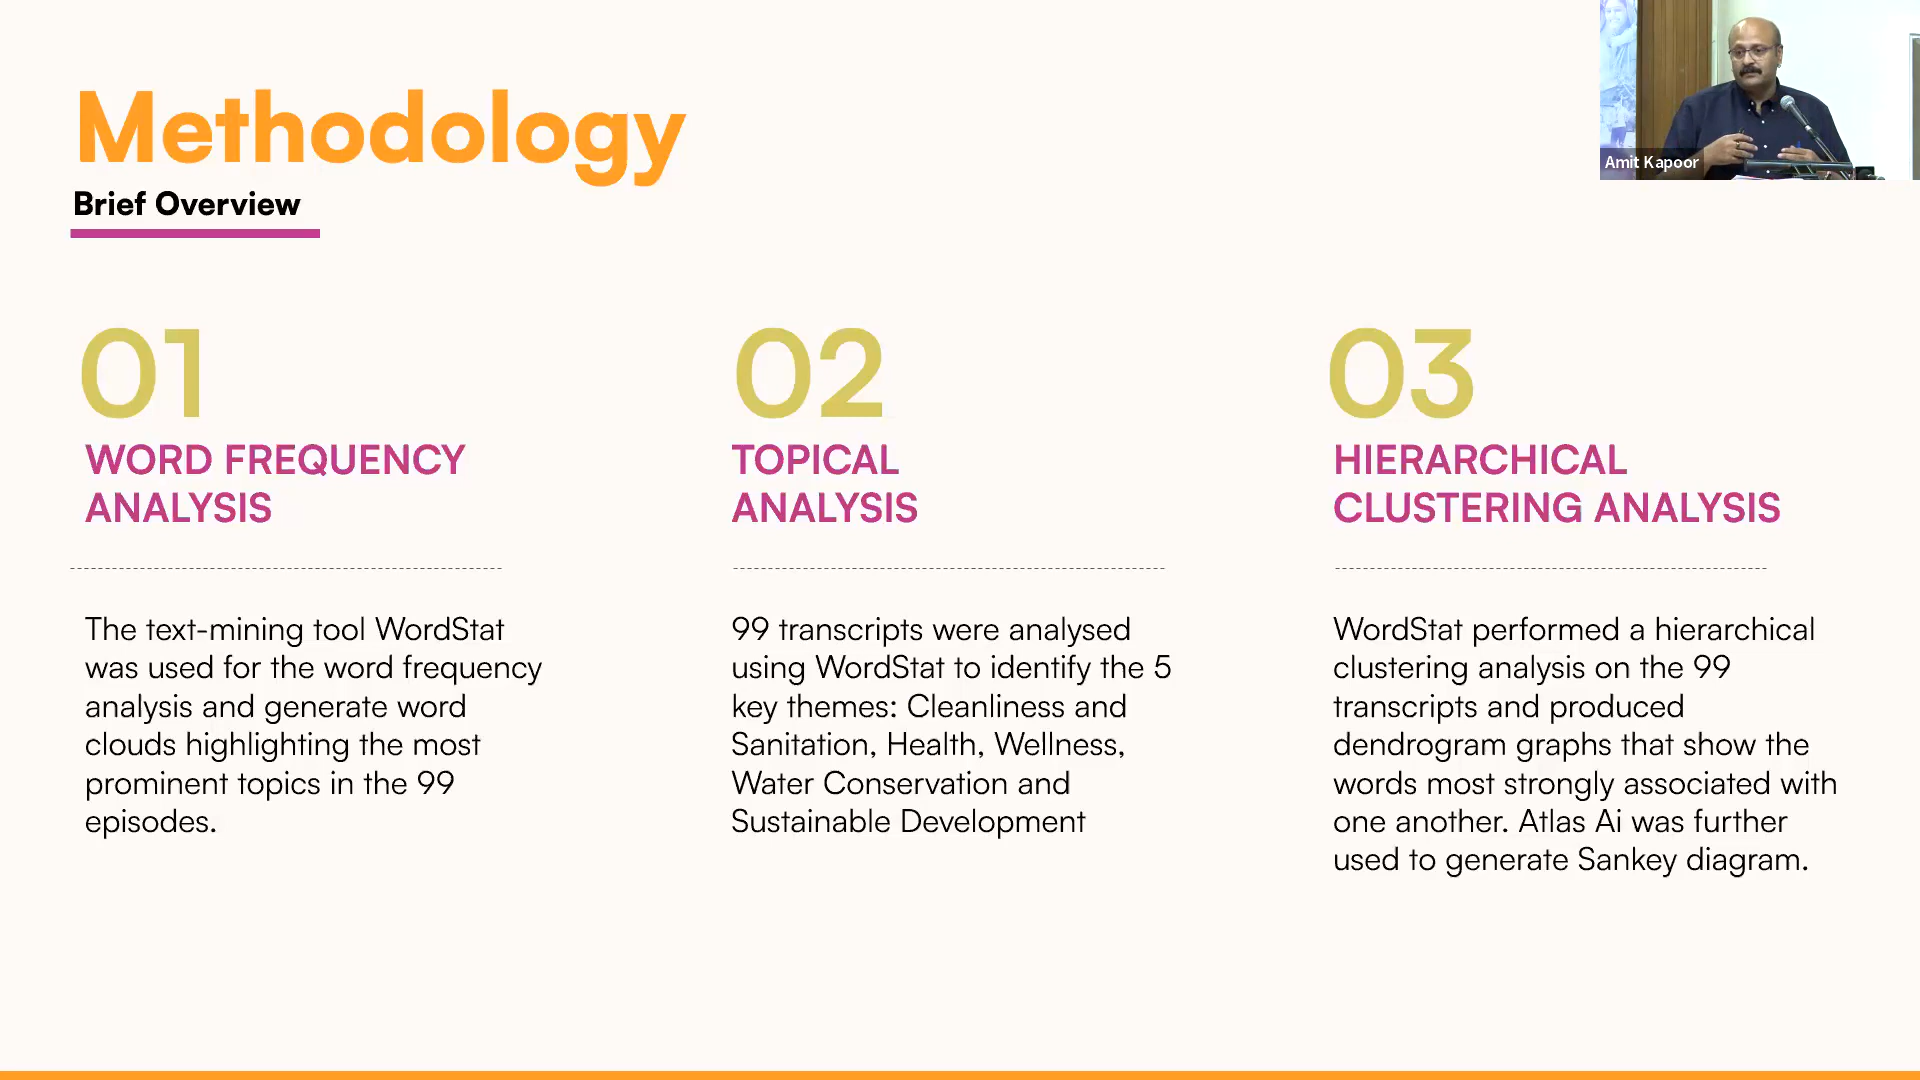 Methodology
Brief Overview
Amit Kapoor
01
WORD FREQUENCY
ANALYSIS
The text-mining tool WordStat
was used for the word frequency
analysis and generate word
clouds highlighting the most
prominent topics in the 99
episodes.
02
TOPICAL
ANALYSIS
99 transcripts were analysed
using WordStat to identify the 5
key themes: Cleanliness and
Sanitation, Health, Wellness,
Water Conservation and
Sustainable Development
03
HIERARCHICAL
CLUSTERING ANALYSIS
WordStat performed a hierarchical
clustering analysis on the 99
transcripts and produced
dendrogram graphs that show the
words most strongly associated with
one another. Atlas Ai was further
used to generate Sankey diagram.